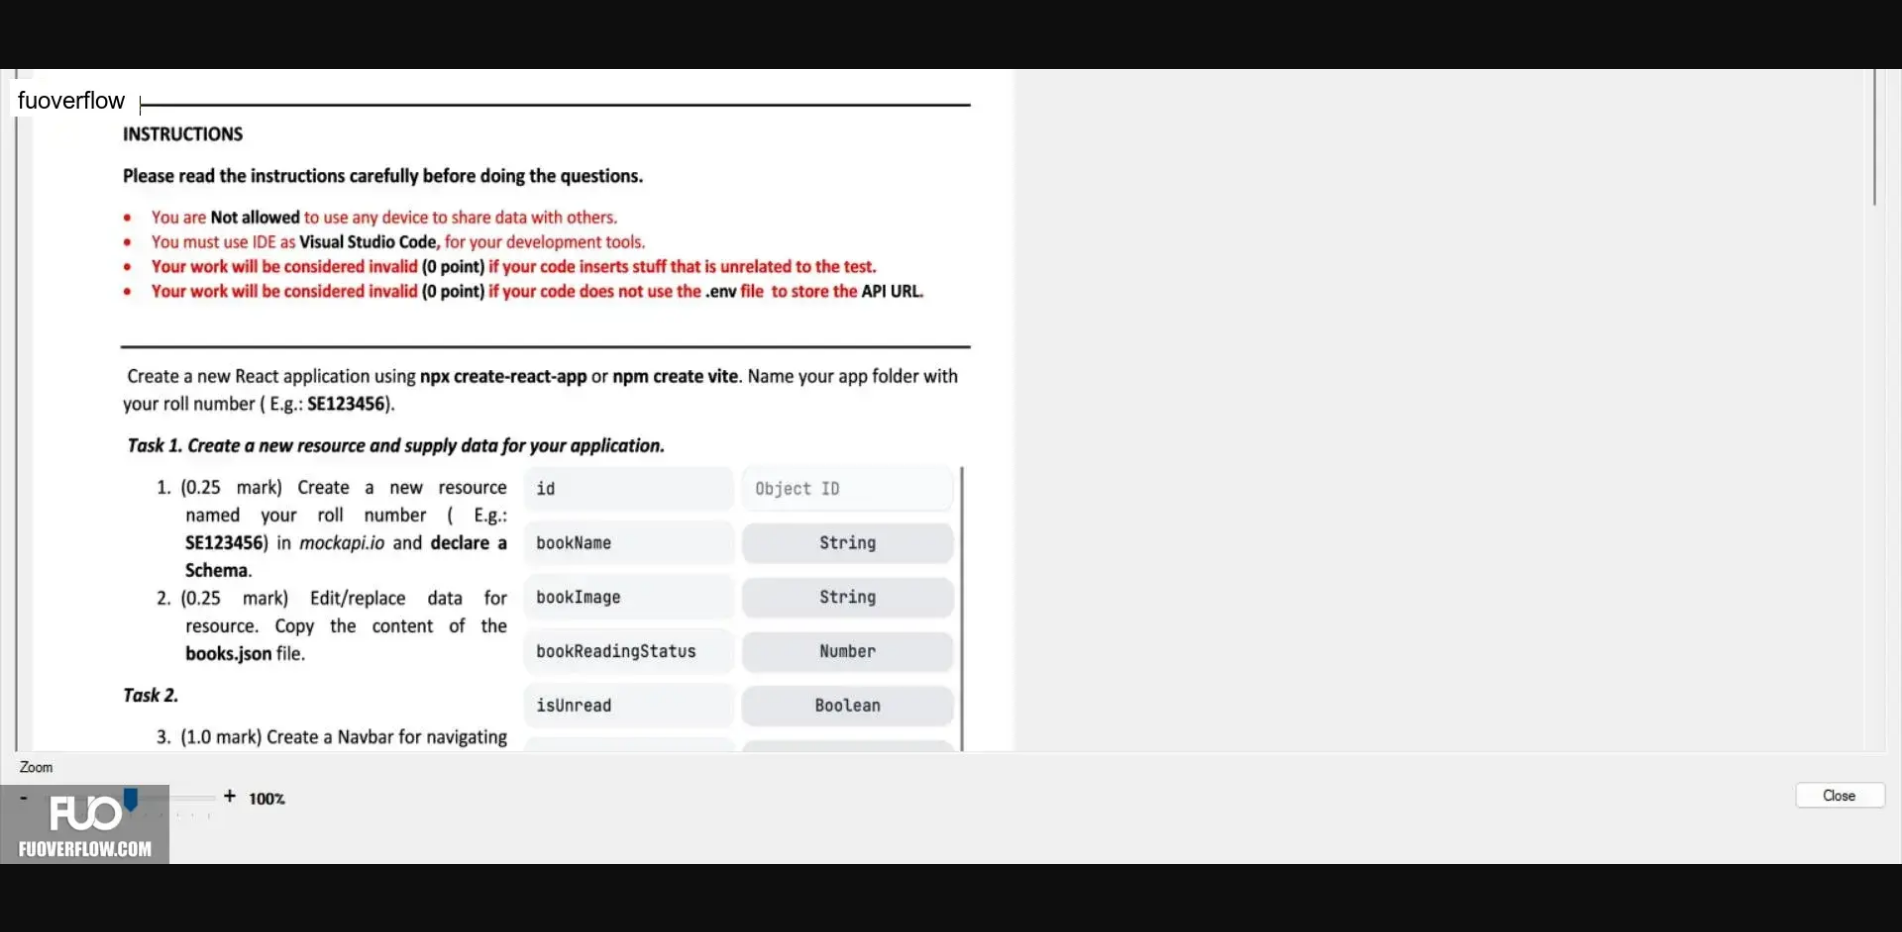 fuoverflow
INSTRUCTIONS
Please read the instructions carefully before doing the questions.
• You are Not allowed to use any device to share data with others.
• You must use IDE as Visual Studio Code, for your development tools.
• Your work will be considered invalid (0 point) if your code inserts stuff that is unrelated to the test.
• Your work will be considered invalid (0 point) if your code does not use the .env file to store the API URL.
Create a new React application using npx create-react-app or npm create vite. Name your app folder with
your roll number ( E.g.: SE123456).
Task 1. Create a new resource and supply data for your application.
1. (0.25 mark) Create a new resource
named your roll number ( E.g.:
SE123456) in mockapi.io and declare a
Schema.
2. (0.25 mark) Edit/replace data for
resource. Copy the content of the
books.json file.
Task 2.
3. (1.0 mark) Create a Navbar for navigating
id Object ID
bookName String
bookImage String
bookReadingStatus Number
isUnread Boolean
Zoom
- + 100%
Close
FUO
FUOVERFLOW.COM